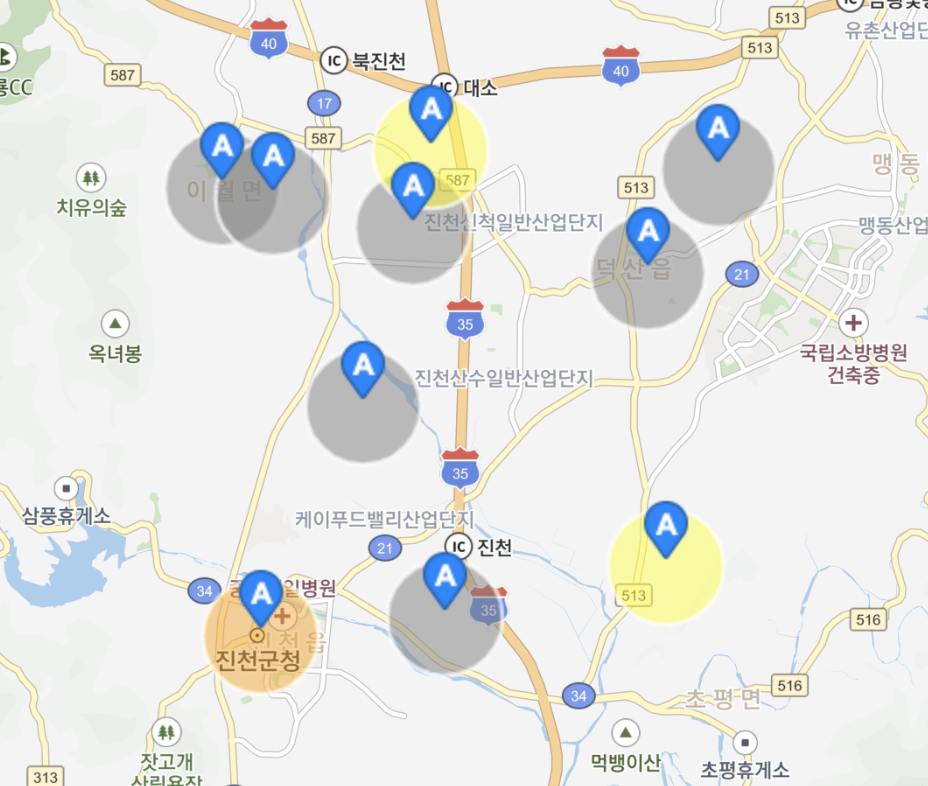 513
금왕꽃동
40
IC 북진천
513
유촌산업단
587
룡CC
40
IC 대소
17
A
587
A
A
A
맹동
치유의숲
이월면
A
587
513
진천신척일반산업단지
A
맹동산업
덕산읍
21
35
옥녀봉
국립소방병원
건축중
A
진천산수일반산업단지
35
삼풍휴게소
케이푸드밸리산업단지
A
21
IC 진천
34
A
일병원
A
513
35
진천읍
516
진천군청
34
516
초평면
잣고개
산림욕장
먹뱅이산
초평휴게소
313